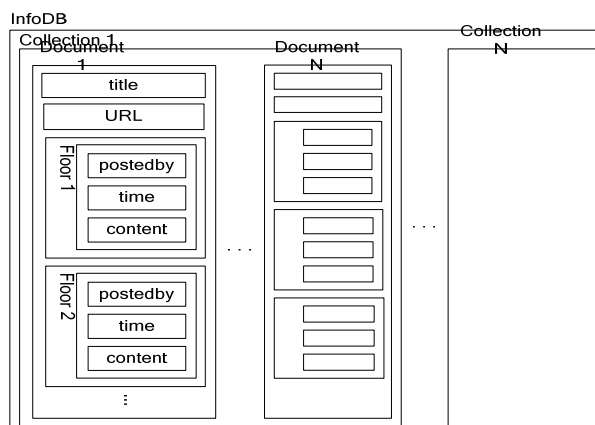 InfoDB
Collection 1
Document
1
title
URL
Floor 1
postedby
time
content
Floor 2
postedby
time
content
...
. . .
Document
N
. . .
Collection
N